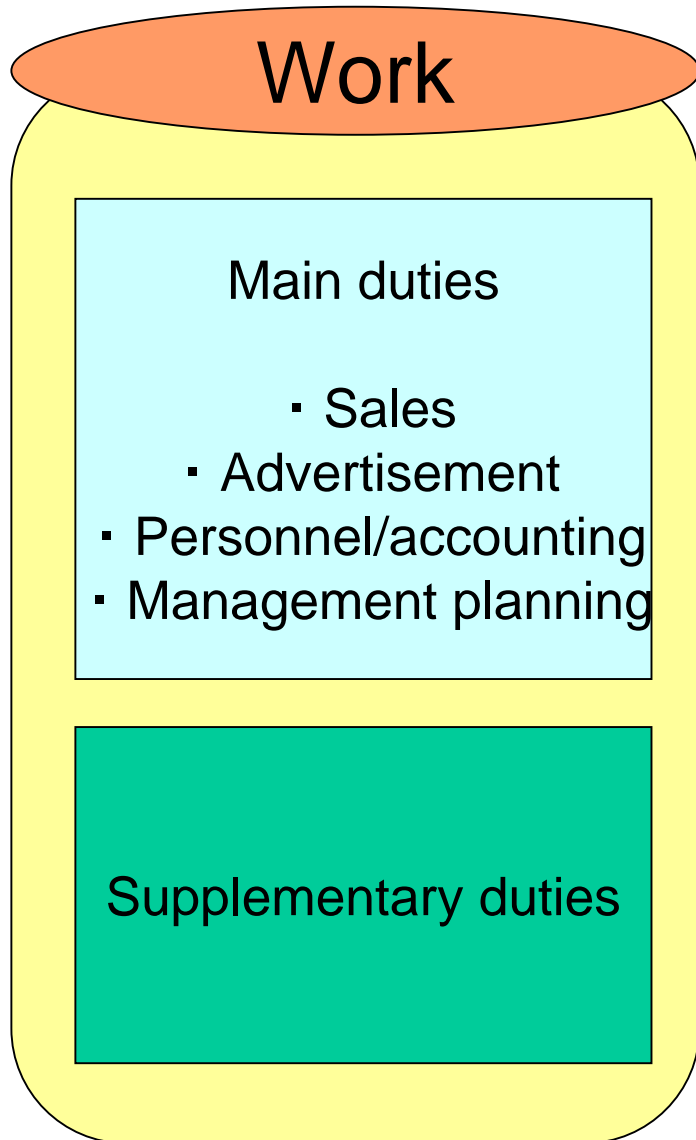 Work
Main duties
・Sales
・Advertisement
・Personnel/accounting
・Management planning
Supplementary duties